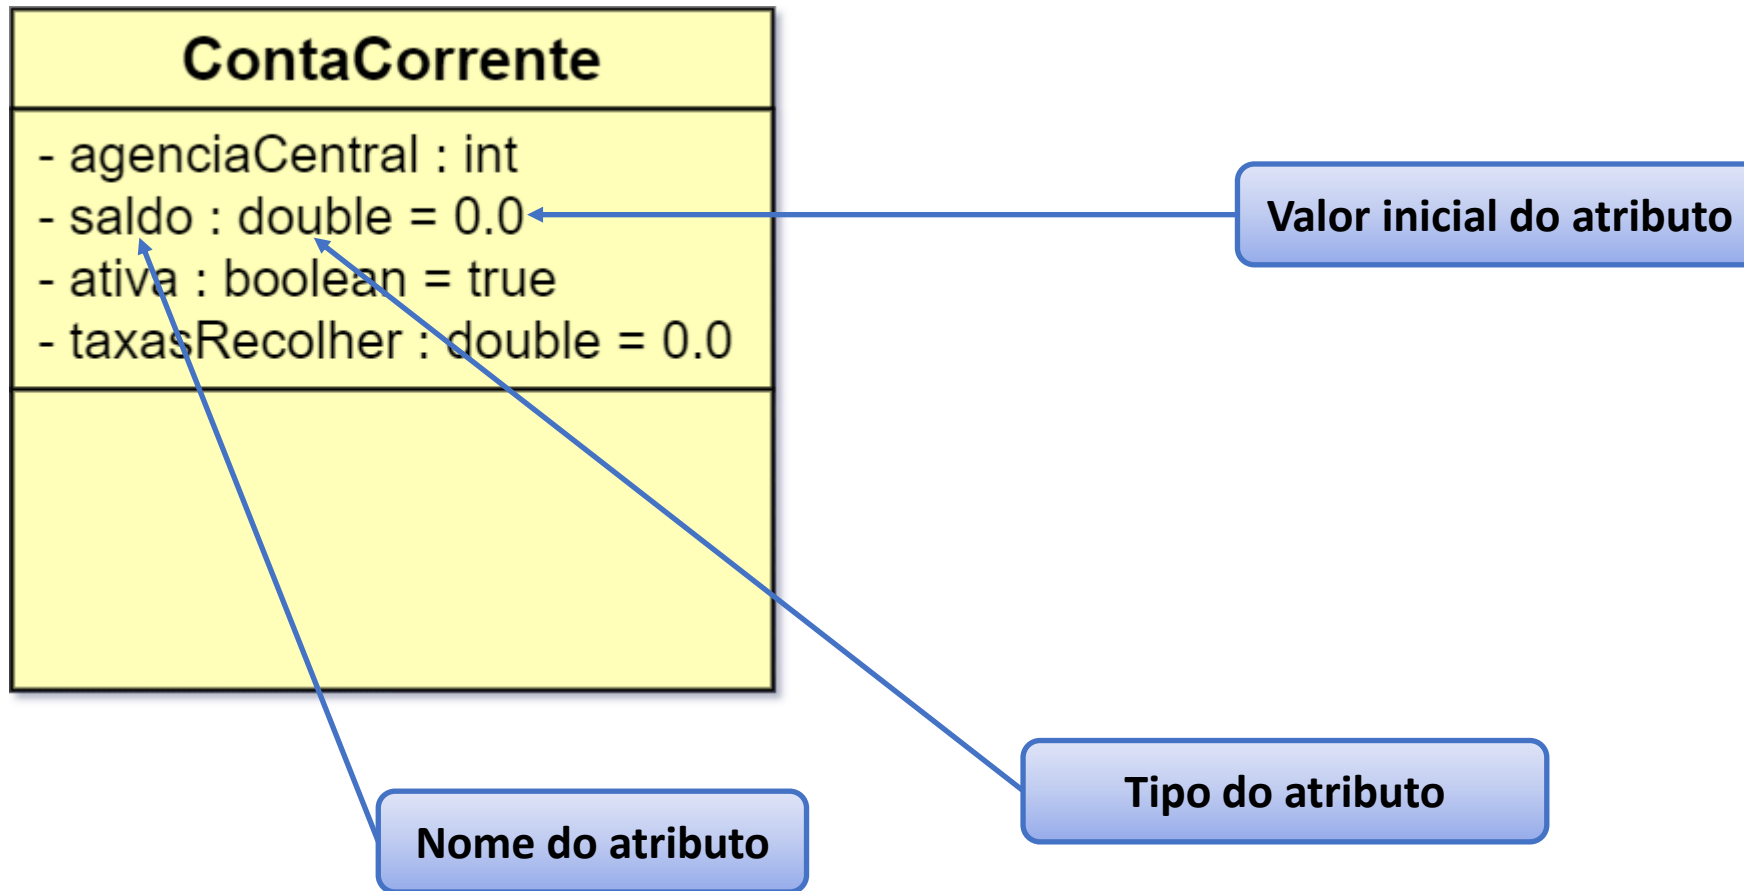 ContaCorrente
- agenciaCentral : int
- saldo : double = 0.0
- ativa : boolean = true
- taxasRecolher : double = 0.0
Valor inicial do atributo
Tipo do atributo
Nome do atributo